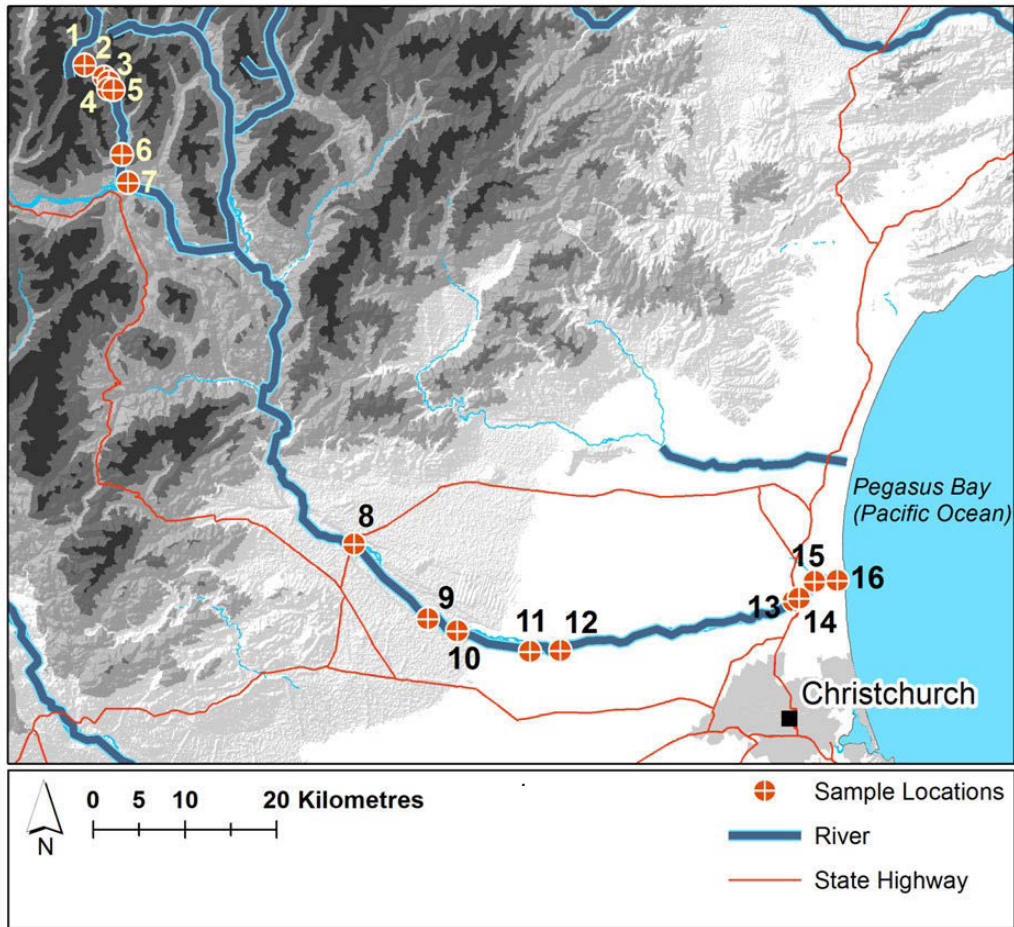 1
2
3
4
5
6
7
8
9
10
11
12
13
14
15
16
Pegasus Bay
(Pacific Ocean)
Christchurch
N
0 5 10 20 Kilometres
Sample Locations
River
State Highway